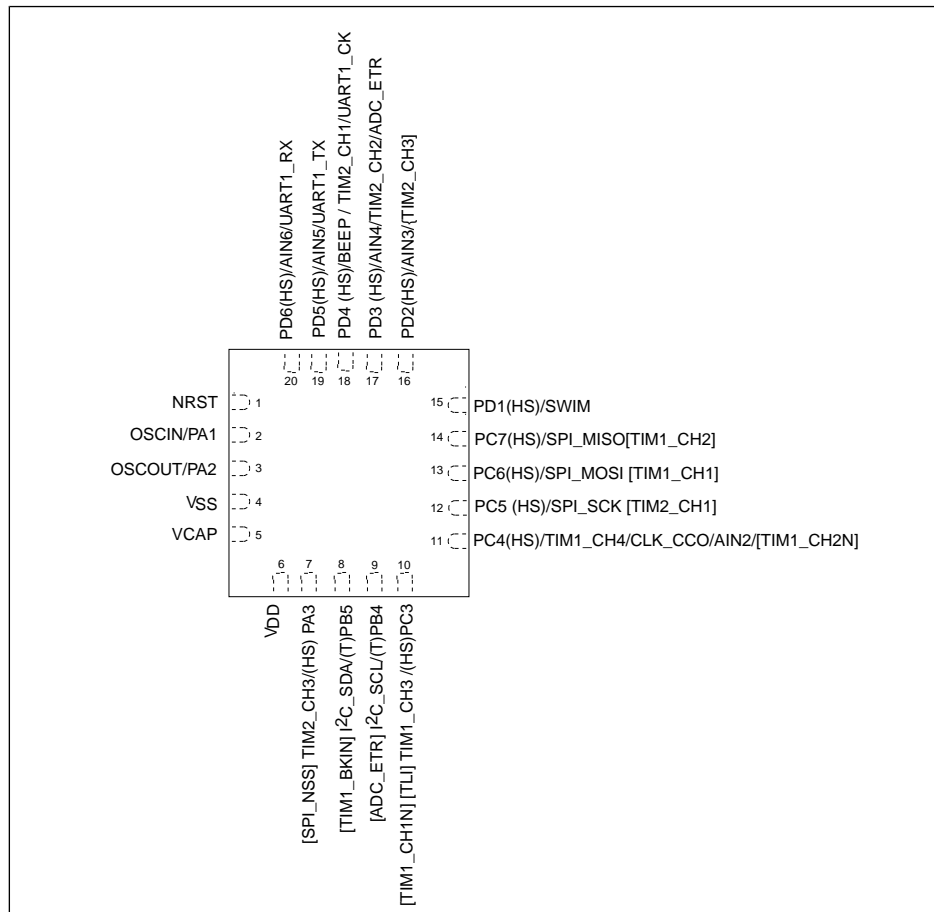 PD6(HS)/AIN6/UART1_RX
PD5(HS)/AIN5/UART1_TX
PD4 (HS)/BEEP / TIM2_CH1/UART1_CK
PD3 (HS)/AIN4/TIM2_CH2/ADC_ETR
PD2(HS)/AIN3/{TIM2_CH3]
20 19 18 17 16
NRST 1
OSCIN/PA1 2
OSCOUT/PA2 3
VSS 4
VCAP 5
15 PD1(HS)/SWIM
14 PC7(HS)/SPI_MISO[TIM1_CH2]
13 PC6(HS)/SPI_MOSI [TIM1_CH1]
12 PC5 (HS)/SPI_SCK [TIM2_CH1]
11 PC4(HS)/TIM1_CH4/CLK_CCO/AIN2/[TIM1_CH2N]
6 7 8 9 10
VDD
[SPI_NSS] TIM2_CH3/(HS) PA3
[TIM1_BKIN] I²C_SDA/(T)PB5
[ADC_ETR] I²C_SCL/(T)PB4
[TIM1_CH1N] [TLI] TIM1_CH3 /(HS)PC3